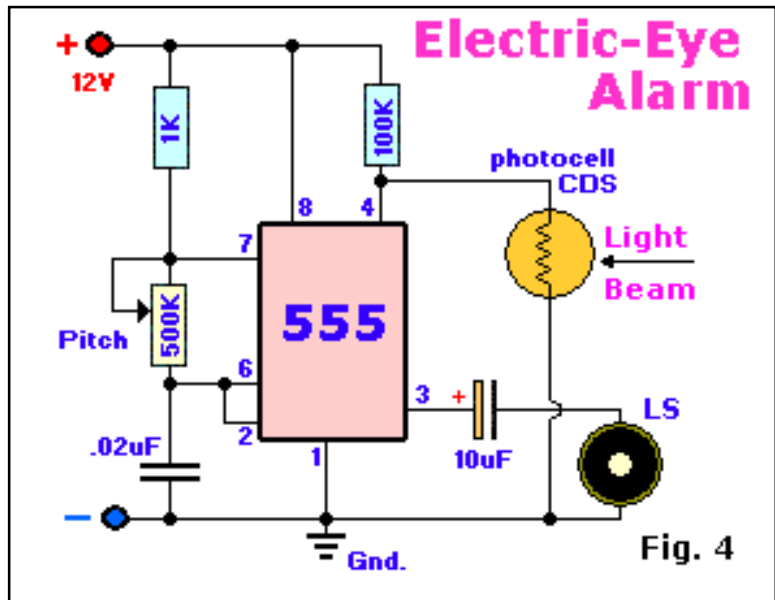 Electric-Eye
Alarm
+
12V
1K
100K
photocell
CDS
8
4
7
Light
Beam
555
500K
Pitch
6
3
+
LS
2
.02uF
10uF
1
−
Gnd.
Fig. 4